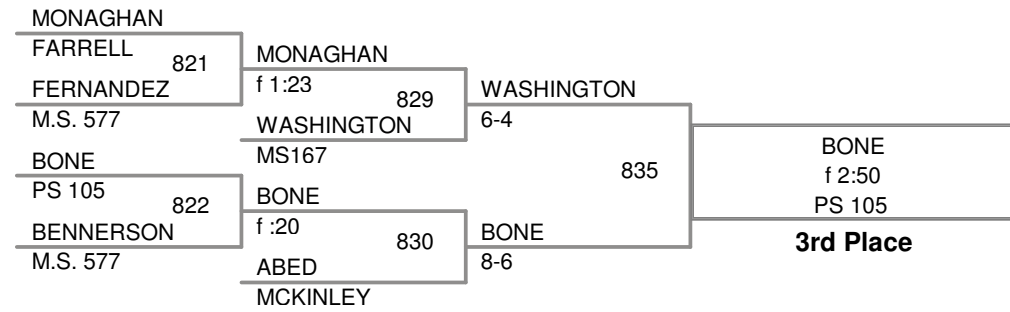 MONAGHAN
FARRELL
821
FERNANDEZ
M.S. 577
BONE
PS 105
822
BENNERSON
M.S. 577
MONAGHAN
f 1:23
829
WASHINGTON
MS167
BONE
f :20
830
ABED
MCKINLEY
WASHINGTON
6-4
835
BONE
8-6
BONE
f 2:50
PS 105
3rd Place